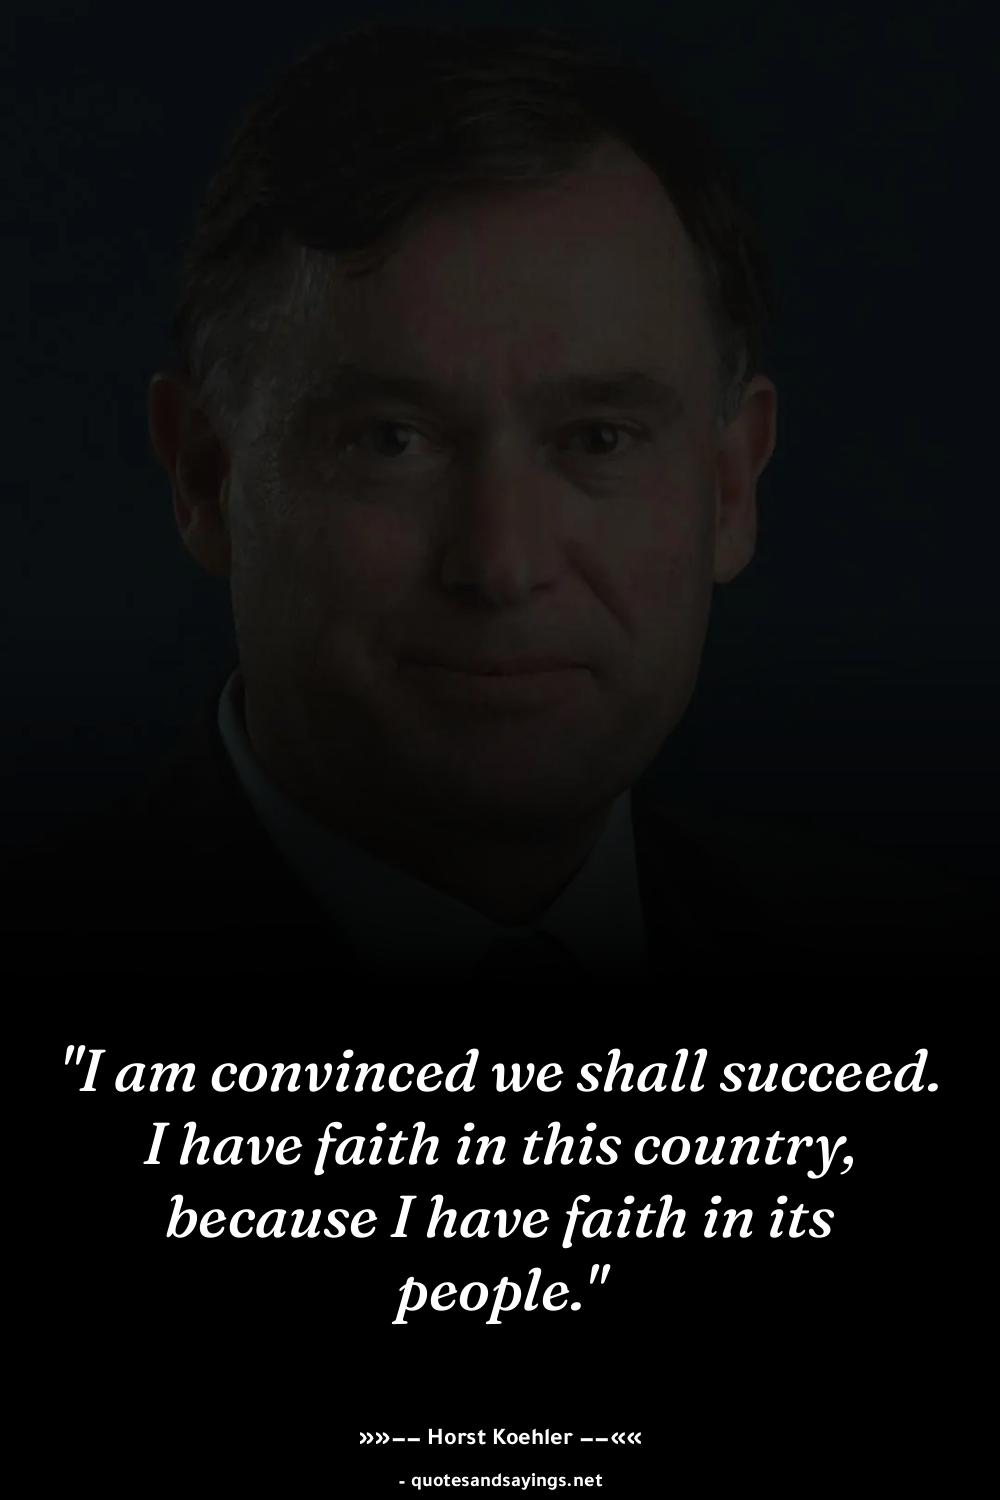 "I am convinced we shall succeed.
I have faith in this country,
because I have faith in its
people."
»»–– Horst Koehler ––««
- quotesandsayings.net